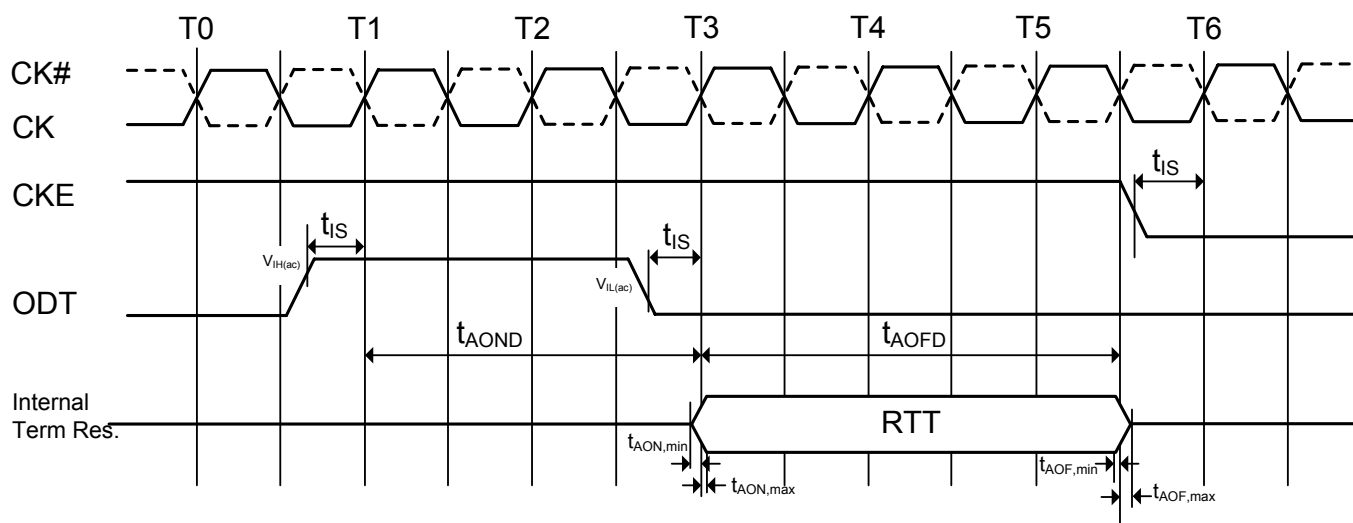 T0 T1 T2 T3 T4 T5 T6
CK#
CK
CKE
tIS
tIS
tIS
VIH(ac)
VIL(ac)
ODT
tAOND
tAOFD
Internal
Term Res.
RTT
tAON,min
tAOF,min
tAON,max
tAOF,max